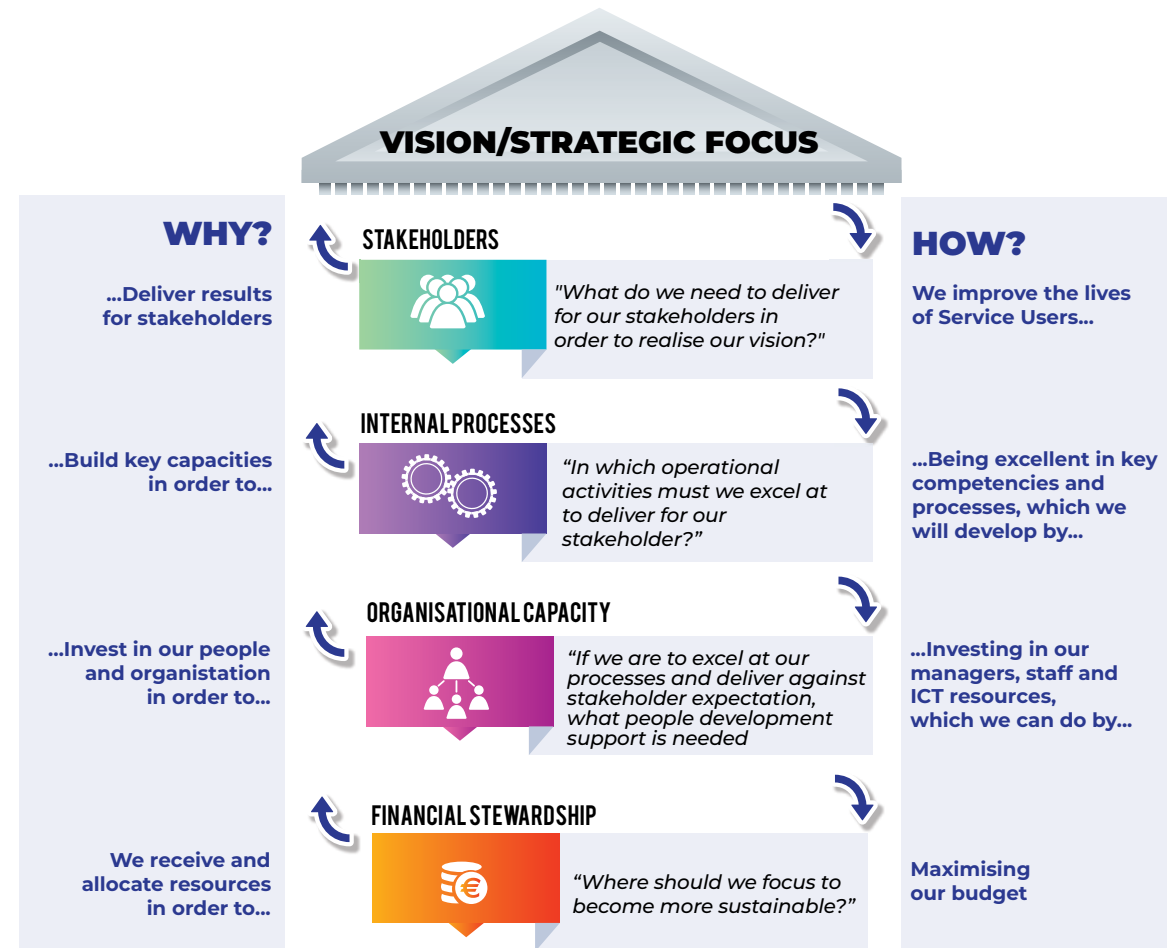 VISION/STRATEGIC FOCUS
WHY?
...Deliver results
for stakeholders
...Build key capacities
in order to...
...Invest in our people
and organistation
in order to...
We receive and
allocate resources
in order to...
STAKEHOLDERS
"What do we need to deliver
for our stakeholders in
order to realise our vision?"
INTERNAL PROCESSES
“In which operational
activities must we excel at
to deliver for our
stakeholder?”
ORGANISATIONAL CAPACITY
“If we are to excel at our
processes and deliver against
stakeholder expectation,
what people development
support is needed
FINANCIAL STEWARDSHIP
€
“Where should we focus to
become more sustainable?”
HOW?
We improve the lives
of Service Users...
...Being excellent in key
competencies and
processes, which we
will develop by...
...Investing in our
managers, staff and
ICT resources,
which we can do by...
Maximising
our budget